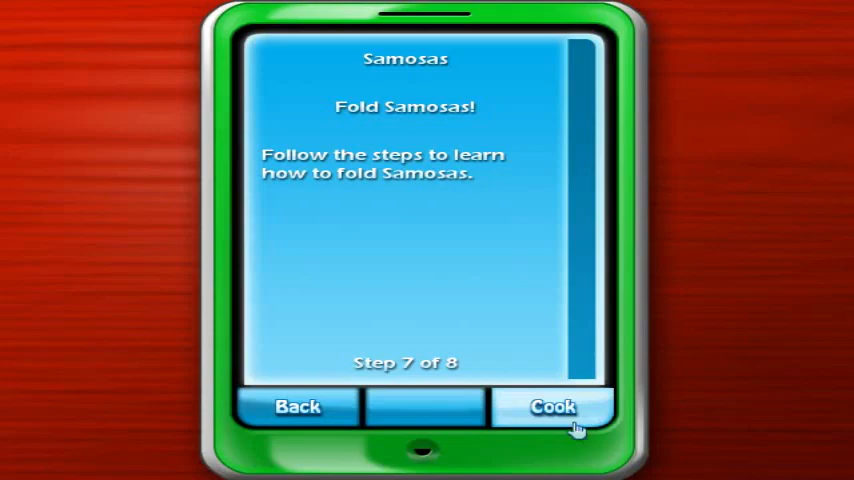 Samosas
Fold Samosas!
Follow the steps to learn
how to fold Samosas.
Step 7 of 8
Back
Cook